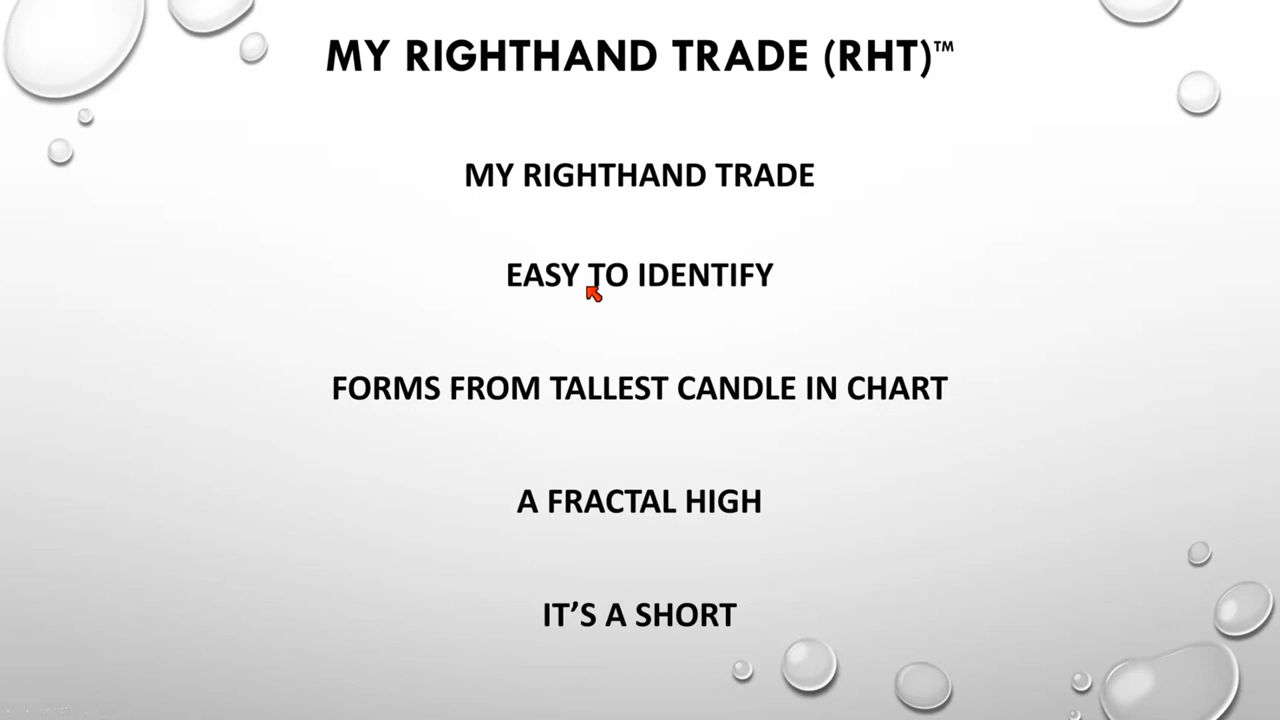 MY RIGHTHAND TRADE (RHT)™
MY RIGHTHAND TRADE
EASY TO IDENTIFY
FORMS FROM TALLEST CANDLE IN CHART
A FRACTAL HIGH
IT’S A SHORT